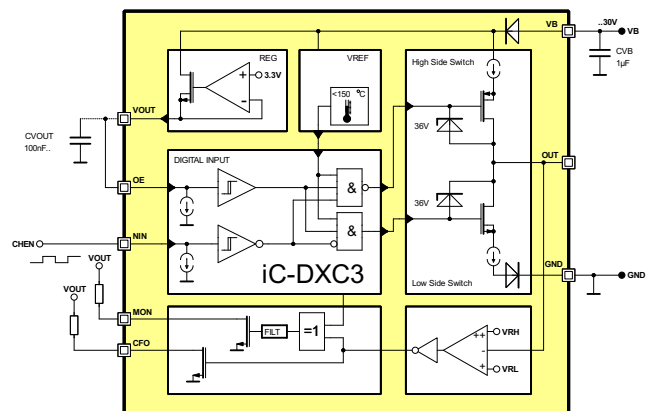 VB
..30V
VB
CVB
1µF
REG
3.3V
+
-
VREF
<150 °C
High Side Switch
36V
VOUT
CVOUT
100nF..
OE
DIGITAL INPUT
&
&
36V
OUT
CHEN
NIN
iC-DXC3
Low Side Switch
GND
GND
VOUT
VOUT
MON
CFO
FILT
=1
++
-
+
VRH
VRL